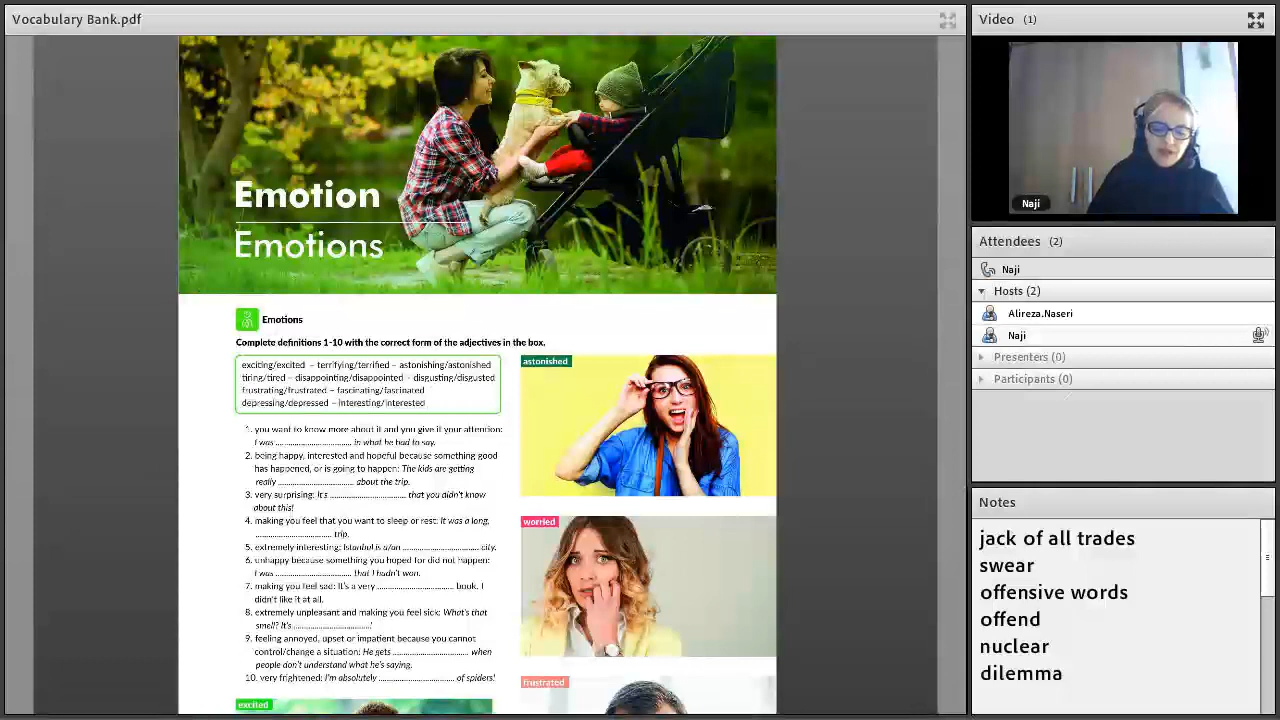 Vocabulary Bank.pdf
Emotion
Emotions
Emotions
Complete definitions 1-10 with the correct form of the adjectives in the box.
exciting/excited – terrifying/terrified – astonishing/astonished
tiring/tired – disappointing/disappointed – disgusting/disgusted
frustrating/frustrated – fascinating/fascinated
depressing/depressed – interesting/interested
1. you want to know more about it and you give it your attention:
I was ................................ in what he had to say.
2. being happy, interested and hopeful because something good
has happened, or is going to happen: The kids are getting
really ................................ about the trip.
3. very surprising: It's ................................ that you didn't know
about this!
4. making you feel that you want to sleep or rest: It was a long,
................................ trip.
5. extremely interesting: Istanbul is a/an ................................ city.
6. unhappy because something you hoped for did not happen:
I was ................................ that I hadn't won.
7. making you feel sad: It's a very ................................ book. I
didn't like it at all.
8. extremely unpleasant and making you feel sick: What's that
smell? It's ................................!
9. feeling annoyed, upset or impatient because you cannot
control/change a situation: He gets ................................ when
people don't understand what he's saying.
10. very frightened: I'm absolutely ................................ of spiders!
excited
astonished
worried
frustrated
Video (1)
Naji
Attendees (2)
Naji
Hosts (2)
Alireza.Naseri
Naji
Presenters (0)
Participants (0)
Notes
jack of all trades
swear
offensive words
offend
nuclear
dilemma